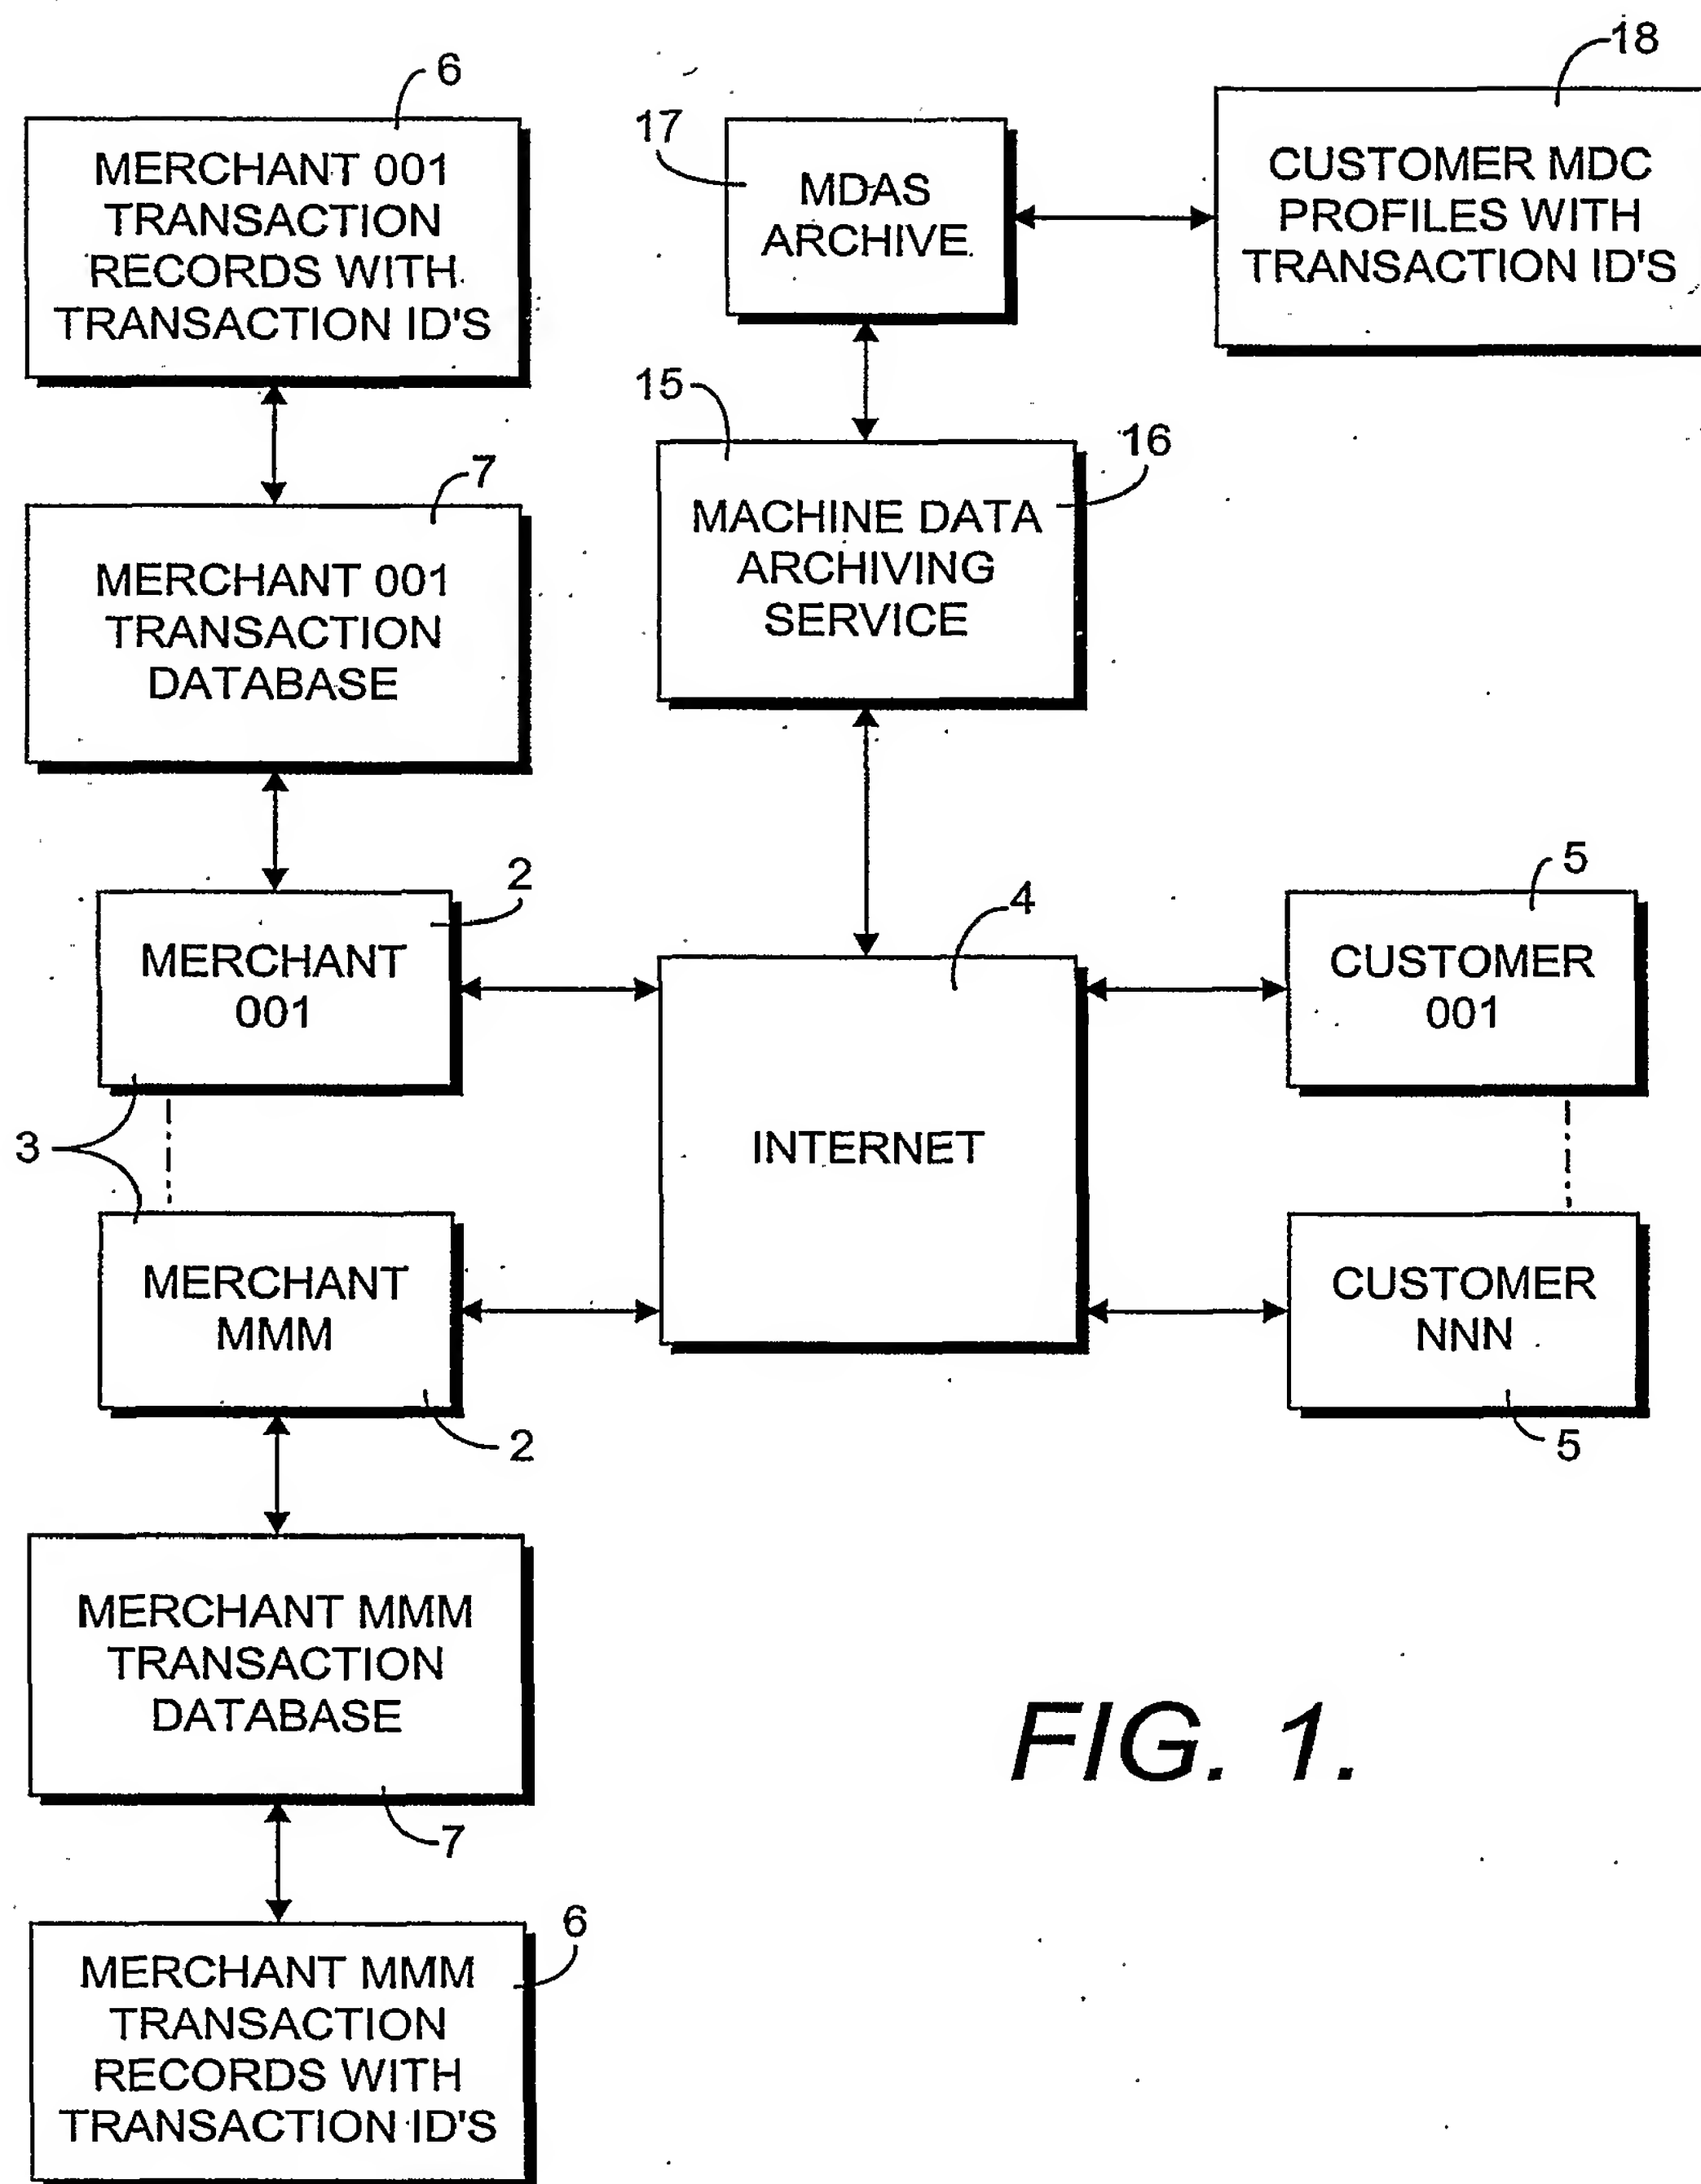 6
MERCHANT 001
TRANSACTION
RECORDS WITH
TRANSACTION ID'S
17
MDAS
ARCHIVE
18
CUSTOMER MDC
PROFILES WITH
TRANSACTION ID'S
7
MERCHANT 001
TRANSACTION
DATABASE
15
16
MACHINE DATA
ARCHIVING
SERVICE
2
MERCHANT
001
4
INTERNET
5
CUSTOMER
001
3
MERCHANT
MMM
2
CUSTOMER
NNN
5
MERCHANT MMM
TRANSACTION
DATABASE
7
6
MERCHANT MMM
TRANSACTION
RECORDS WITH
TRANSACTION ID'S
FIG. 1.